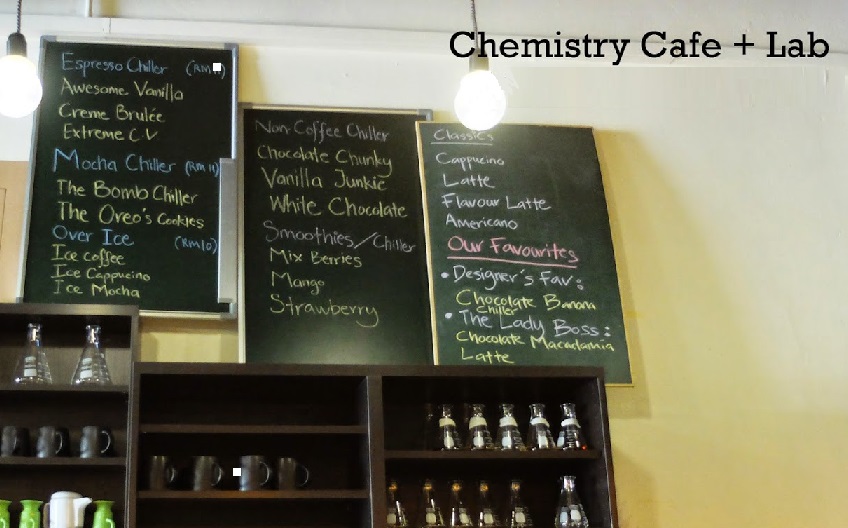 Chemistry Cafe + Lab
Espresso Chiller
Awesome Vanilla
Creme Brulée
Extreme C.V
Mocha Chiller (RM 11)
The Bomb Chiller
The Oreo's Cookies
Over Ice (RM10)
Ice Coffee
Ice Cappucino
Ice Mocha
Non-Coffee Chiller
Chocolate Chunky
Vanilla Junkie
White Chocolate
Smoothies/Chiller
Mix Berries
Mango
Strawberry
Classics
Cappucino
Latte
Flavour Latte
Americano
Our Favourites
• Designer's Fav:
Chocolate Banana
Chiller
• The Lady Boss:
Chocolate Macadamia
Latte